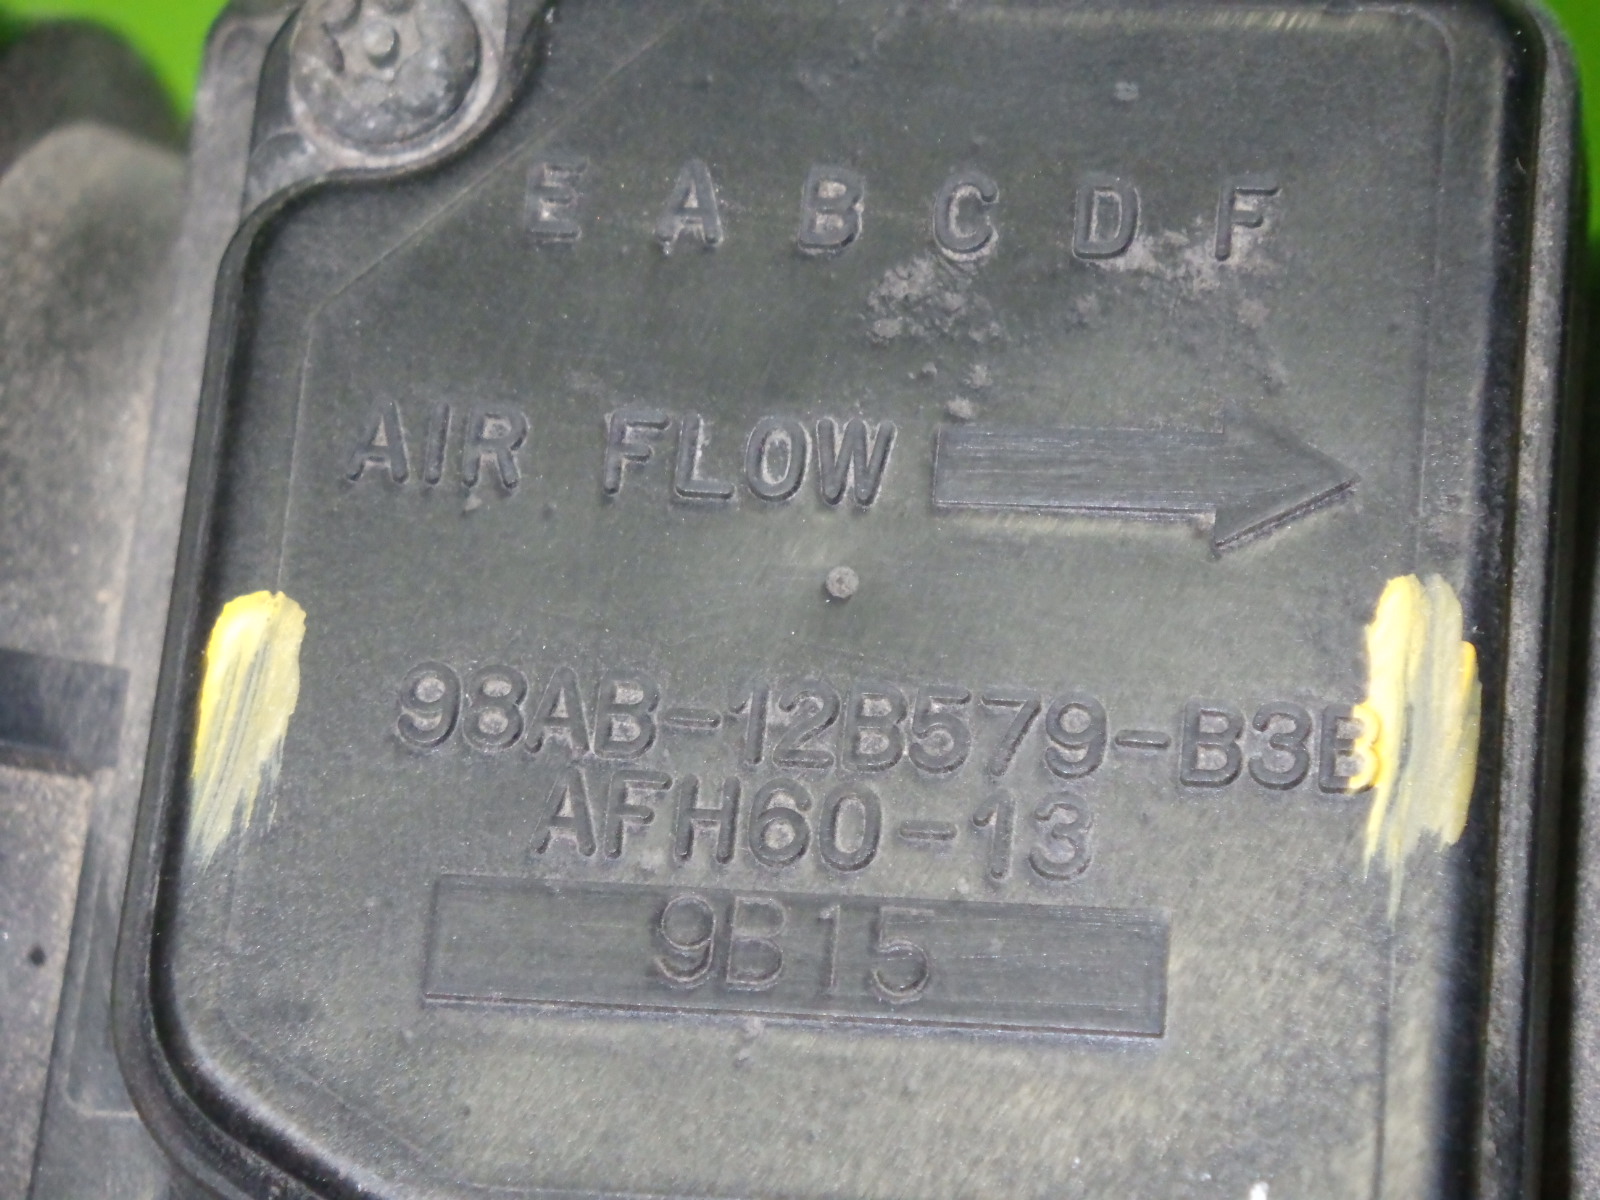 E A B C D F
AIR FLOW
98AB-12B579-B3B
AFH60-13
9B15